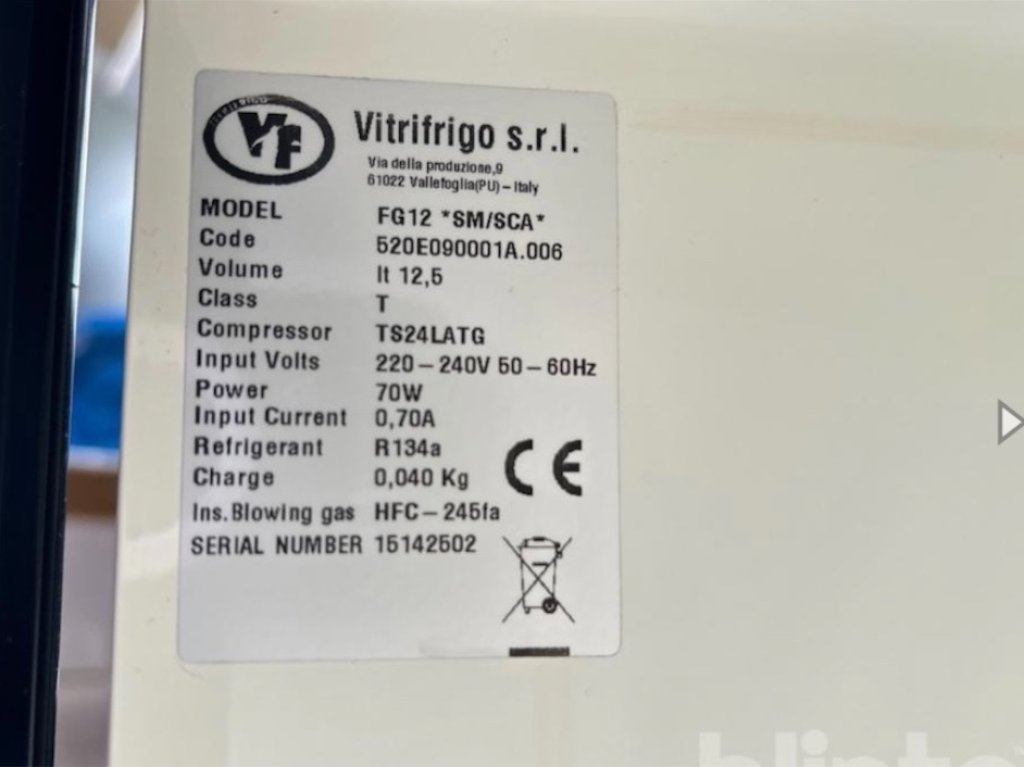 VF
Vitrifrigo s.r.l.
Via della produzione,9
61022 Vallefoglia(PU) – Italy
MODEL FG12 *SM/SCA*
Code 520E090001A.006
Volume lt 12,5
Class T
Compressor TS24LATG
Input Volts 220 – 240V 50 – 60Hz
Power 70W
Input Current 0,70A
Refrigerant R134a
Charge 0,040 Kg
CE
Ins. Blowing gas HFC – 245fa
SERIAL NUMBER 15142502